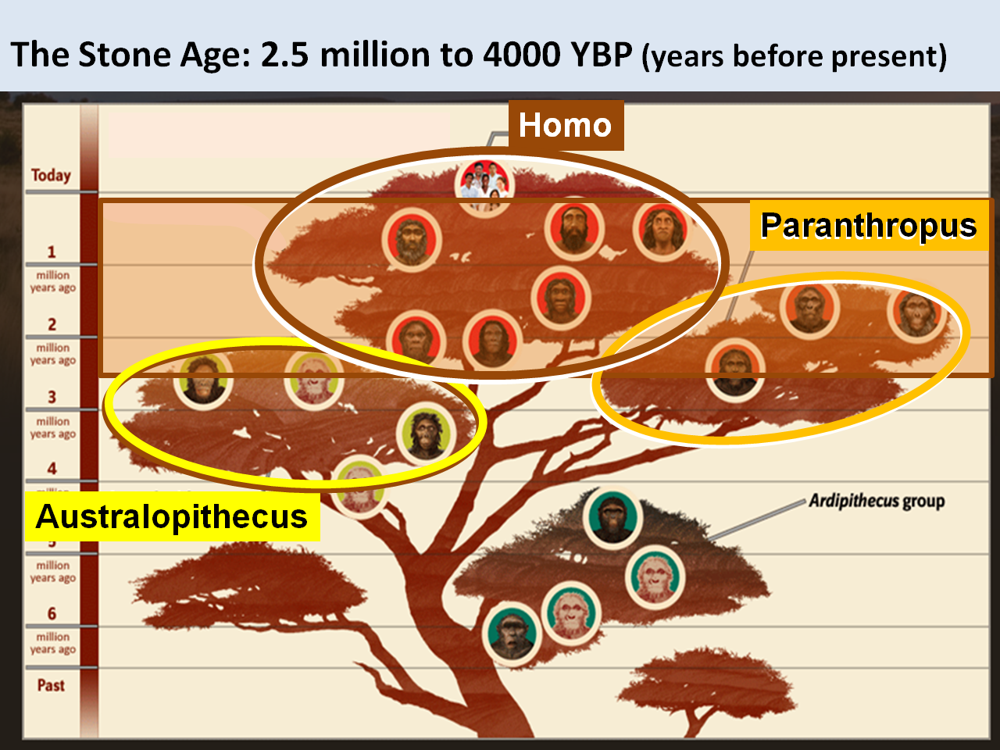 The Stone Age: 2.5 million to 4000 YBP (years before present)
Homo
Today
Paranthropus
1
million
years ago
2
million
years ago
3
million
years ago
4
Australopithecus
Ardipithecus group
million
years ago
6
million
years ago
Past